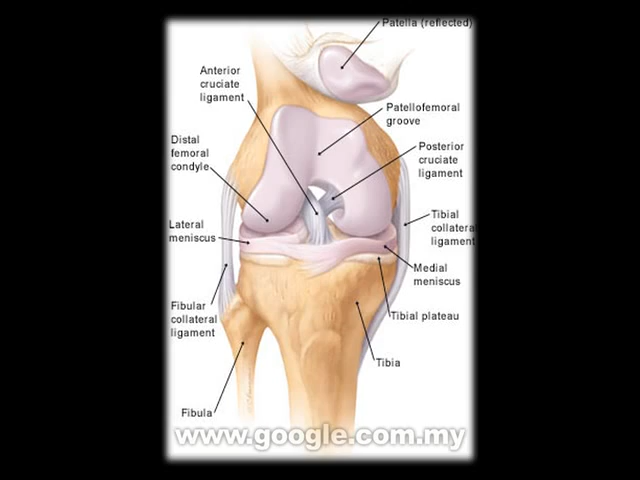 Patella (reflected)
Anterior
cruciate
ligament
Patellofemoral
groove
Distal
femoral
condyle
Posterior
cruciate
ligament
Lateral
meniscus
Tibial
collateral
ligament
Medial
meniscus
Fibular
collateral
ligament
Tibial plateau
Tibia
Fibula
www.google.com.my